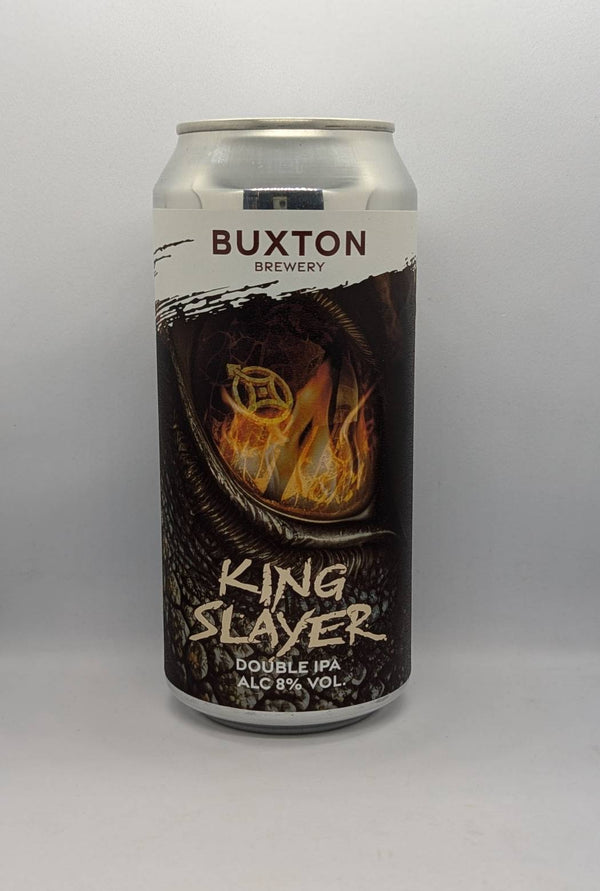 BUXTON
BREWERY
KING
SLAYER
DOUBLE IPA
ALC 8% VOL.